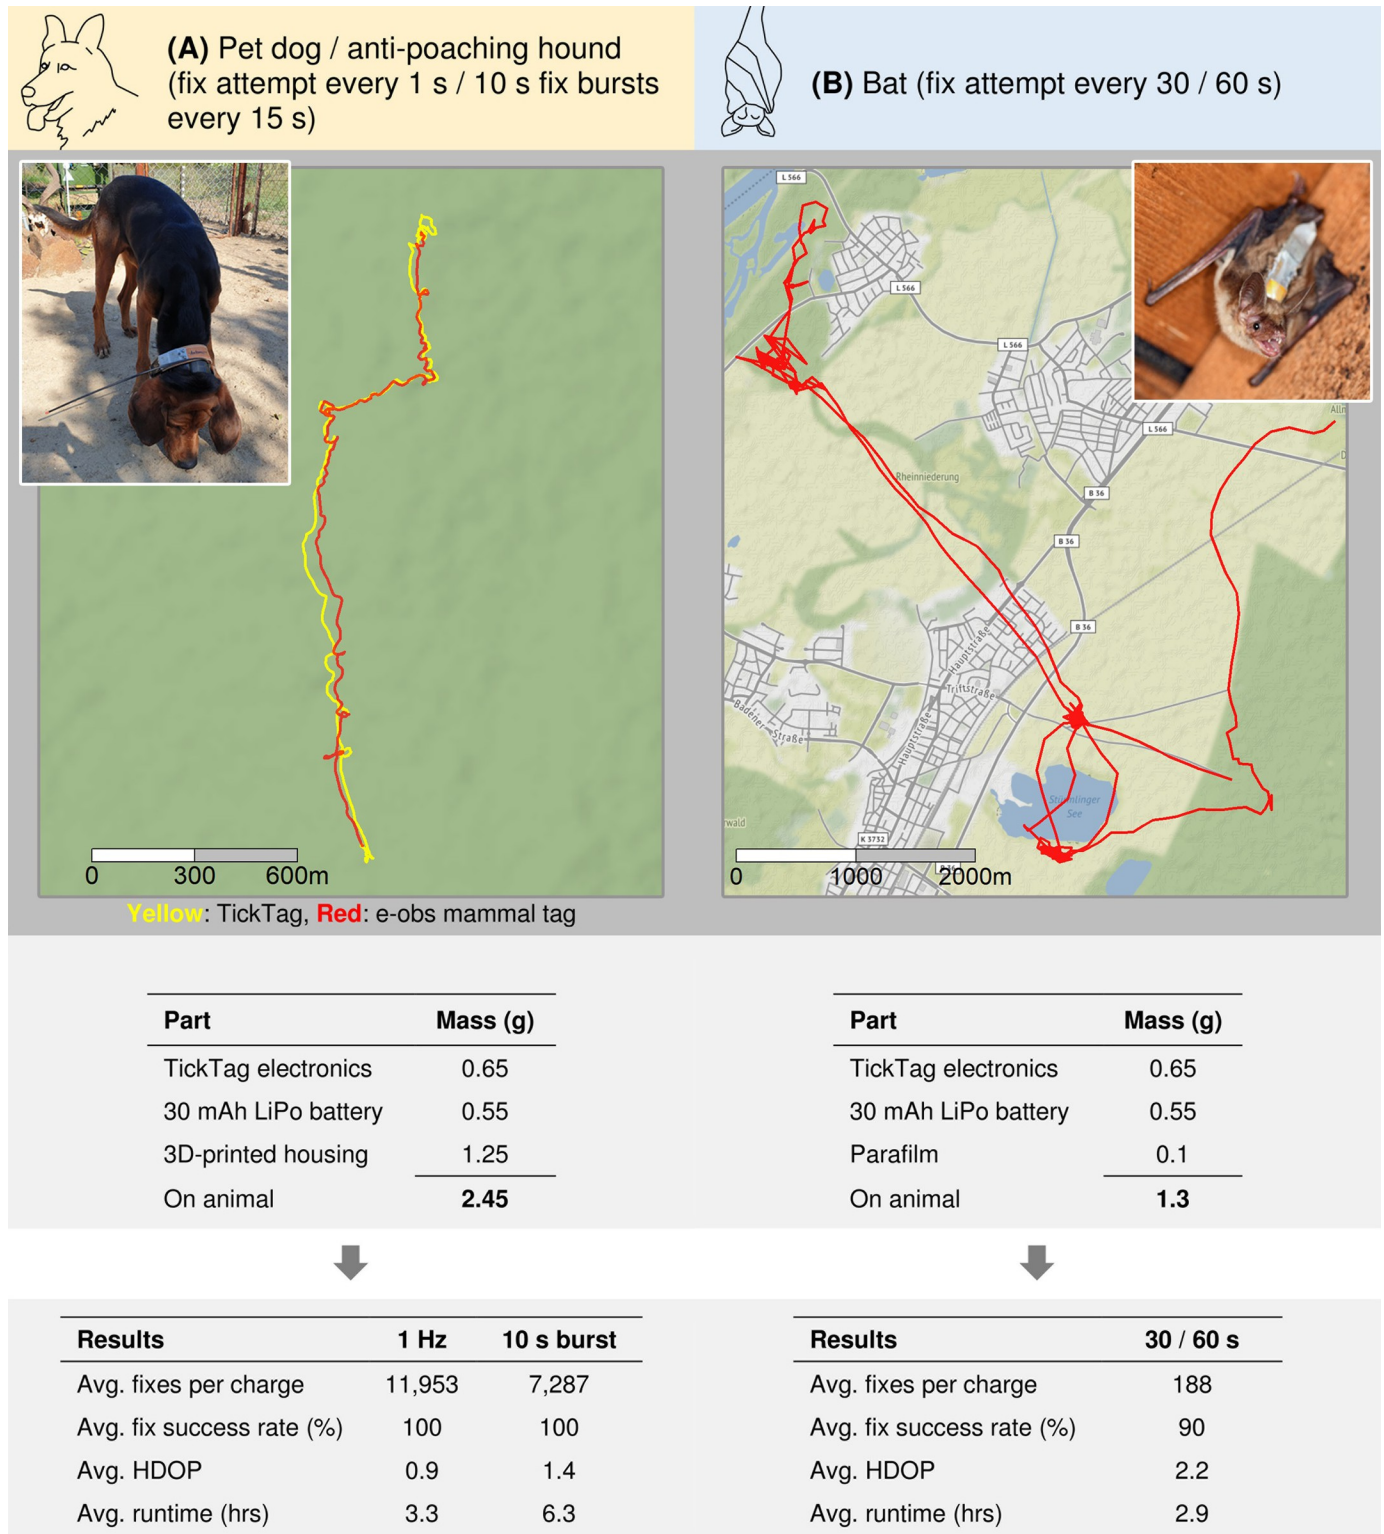 (A) Pet dog / anti-poaching hound
(fix attempt every 1 s / 10 s fix bursts
every 15 s)
(B) Bat (fix attempt every 30 / 60 s)
0 300 600m
Yellow: TickTag, Red: e-obs mammal tag
L 566
L 566
L 566
L 566
Rheinniederung
B 36
B 36
B 36
Hauptstraße
Triftstraße
Badener
Straße
Hauptstraße
See
K 3732
0 1000 2000m
Part Mass (g)
TickTag electronics 0.65
30 mAh LiPo battery 0.55
3D-printed housing 1.25
On animal 2.45
Part Mass (g)
TickTag electronics 0.65
30 mAh LiPo battery 0.55
Parafilm 0.1
On animal 1.3
Results 1 Hz 10 s burst
Avg. fixes per charge 11,953 7,287
Avg. fix success rate (%) 100 100
Avg. HDOP 0.9 1.4
Avg. runtime (hrs) 3.3 6.3
Results 30 / 60 s
Avg. fixes per charge 188
Avg. fix success rate (%) 90
Avg. HDOP 2.2
Avg. runtime (hrs) 2.9